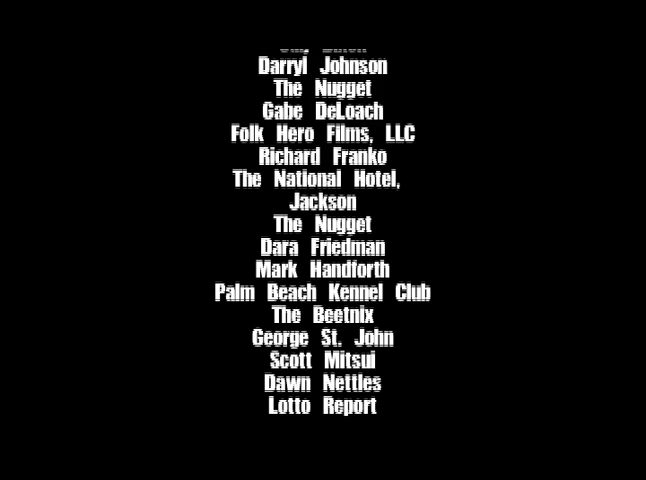 Darryl Johnson
The Nugget
Gabe DeLoach
Folk Hero Films, LLC
Richard Franko
The National Hotel,
Jackson
The Nugget
Dara Friedman
Mark Handforth
Palm Beach Kennel Club
The Beetnix
George St. John
Scott Mitsui
Dawn Nettles
Lotto Report